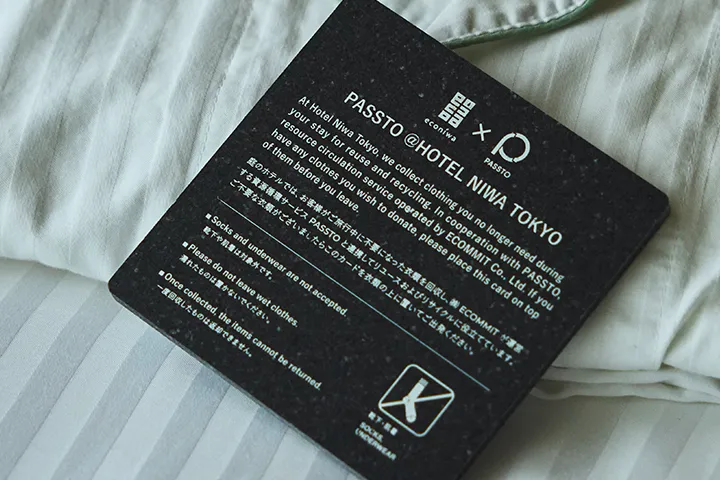 econiwa × PASSTO
PASSTO @HOTEL NIWA TOKYO
At Hotel Niwa Tokyo, we collect clothing you no longer need during
your stay for reuse and recycling. In cooperation with PASSTO,
resource circulation service operated by ECOMMIT Co., Ltd. If you
have any clothes you wish to donate, please place this card on top
of them before you leave.
庭のホテルでは、お客様がご旅行中に不要になった衣類を回収し、㈱ ECOMMIT が運営
する資源循環サービス PASSTO と連携してリユースおよびリサイクルに役立てています。
ご不要な衣類がございましたらこのカードを衣類の上に置いてご出発ください。
■Socks and underwear are not accepted.
靴下や肌着は対象外です。
■Please do not leave wet clothes.
濡れたものは置かないでください。
■Once collected, the items cannot be returned.
一度回収したものは返却できません。
靴下・肌着
SOCKS,
UNDERWEAR